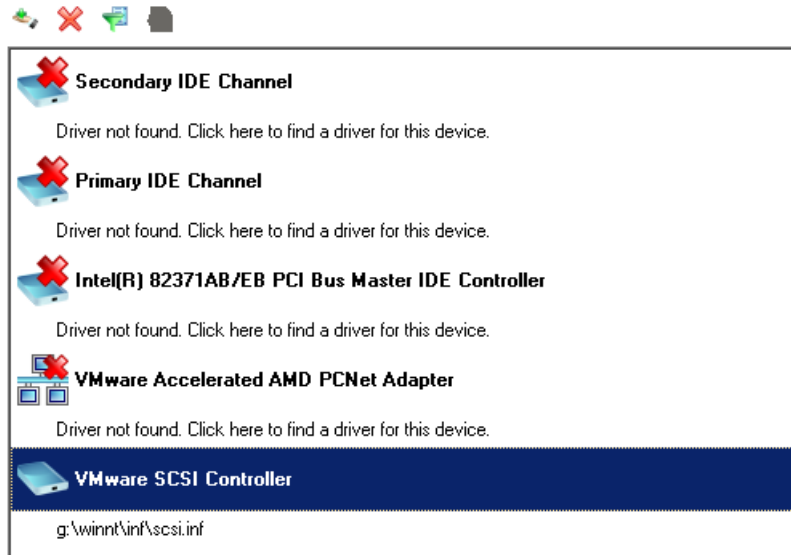 Secondary IDE Channel
Driver not found. Click here to find a driver for this device.
Primary IDE Channel
Driver not found. Click here to find a driver for this device.
Intel(R) 82371AB/EB PCI Bus Master IDE Controller
Driver not found. Click here to find a driver for this device.
VMware Accelerated AMD PCNet Adapter
Driver not found. Click here to find a driver for this device.
VMware SCSI Controller
g:\winnt\inf\scsi.inf